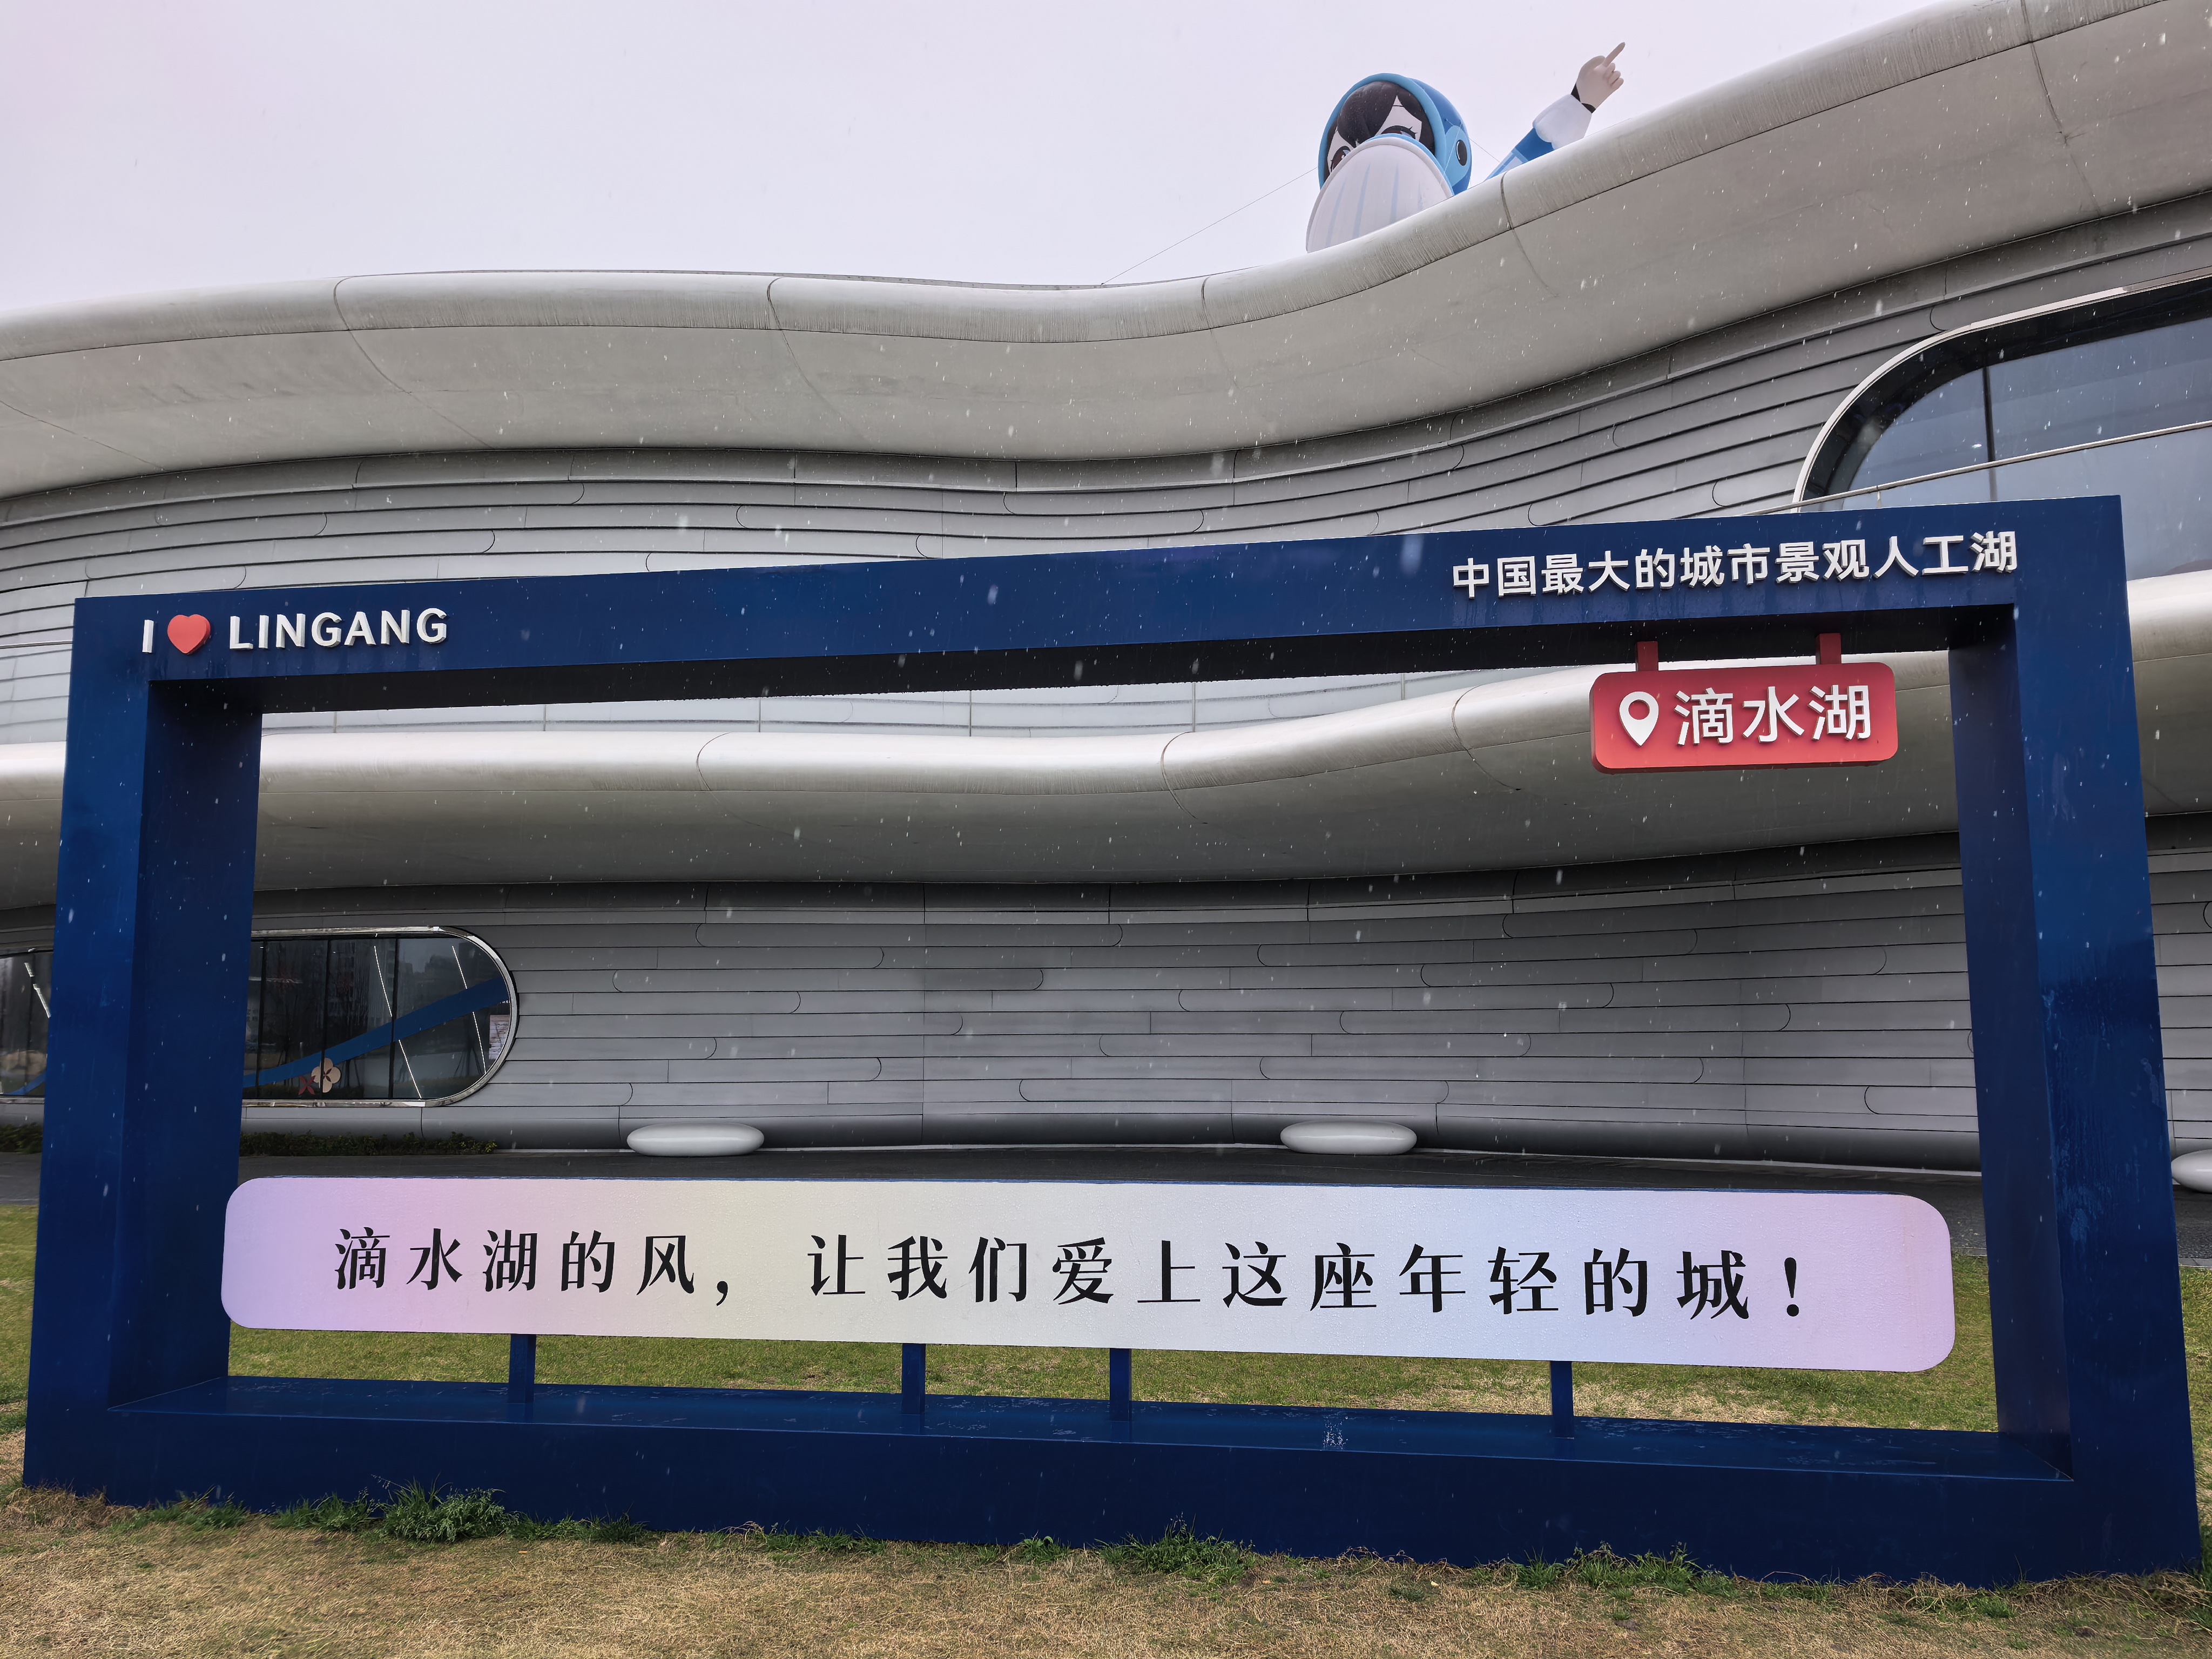 I ❤ LINGANG
中国最大的城市景观人工湖
滴水湖
滴水湖的风，让我们爱上这座年轻的城！